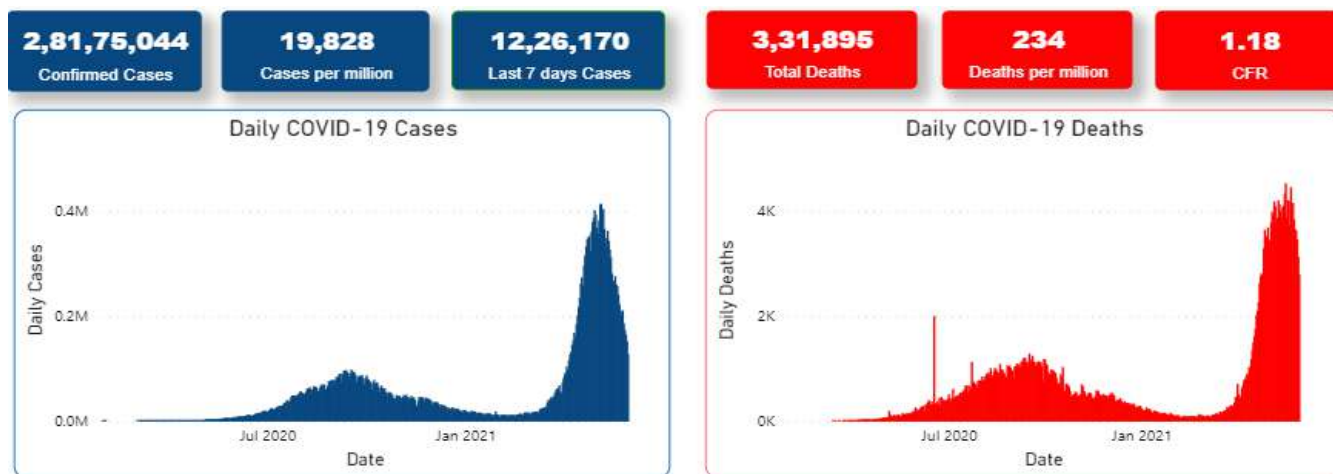 2,81,75,044
Confirmed Cases
19,828
Cases per million
12,26,170
Last 7 days Cases
3,31,895
Total Deaths
234
Deaths per million
1.18
CFR
Daily COVID-19 Cases
Daily Cases
0.4M
0.2M
0.0M
Jul 2020
Jan 2021
Date
Daily COVID-19 Deaths
Daily Deaths
4K
2K
0K
Jul 2020
Jan 2021
Date